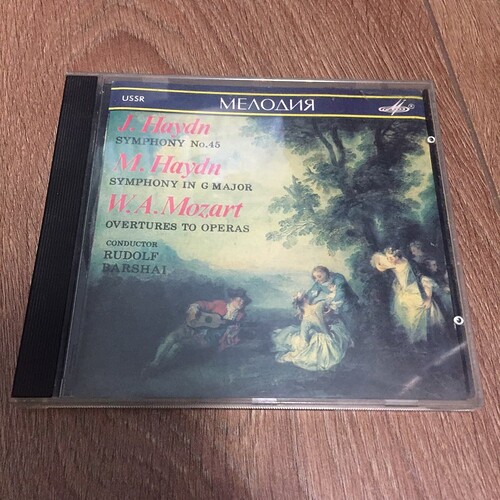 USSR
МЕЛОДИЯ
J. Haydn
SYMPHONY No.45
M. Haydn
SYMPHONY IN G MAJOR
W.A. Mozart
OVERTURES TO OPERAS
CONDUCTOR
RUDOLF
BARSHAI